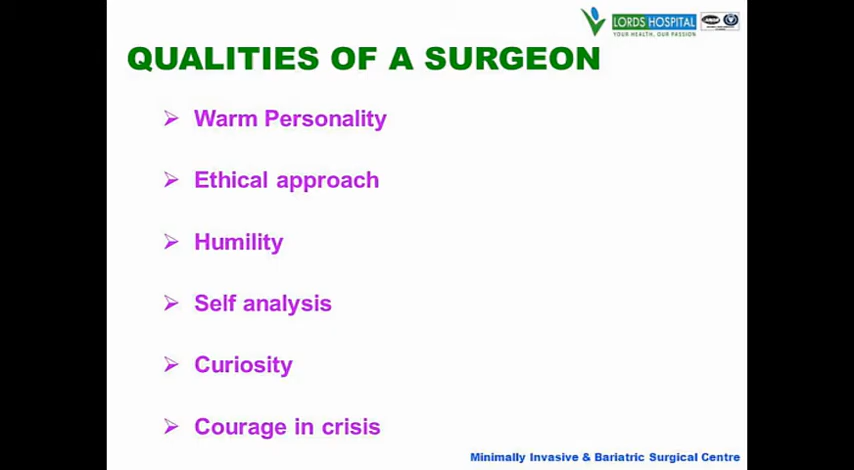 LORDS HOSPITAL
YOUR HEALTH, OUR PASSION
QUALITIES OF A SURGEON
Warm Personality
Ethical approach
Humility
Self analysis
Curiosity
Courage in crisis
Minimally Invasive & Bariatric Surgical Centre